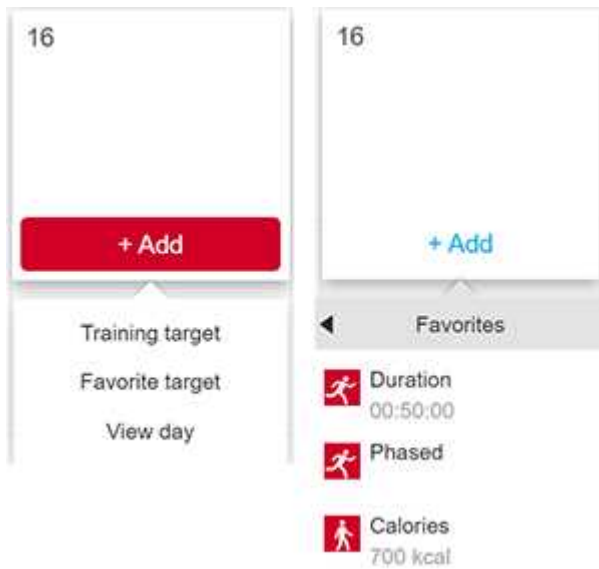 16
+ Add
Training target
Favorite target
View day
16
+ Add
Favorites
Duration
00:50:00
Phased
Calories
700 kcal